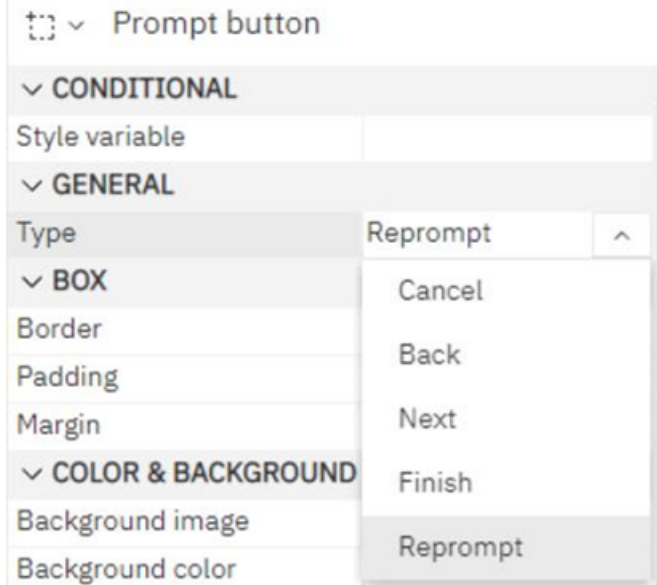 Prompt button
CONDITIONAL
Style variable
GENERAL
Type Reprompt
BOX
Cancel
Border
Back
Padding
Margin
Next
COLOR & BACKGROUND
Finish
Background image
Reprompt
Background color